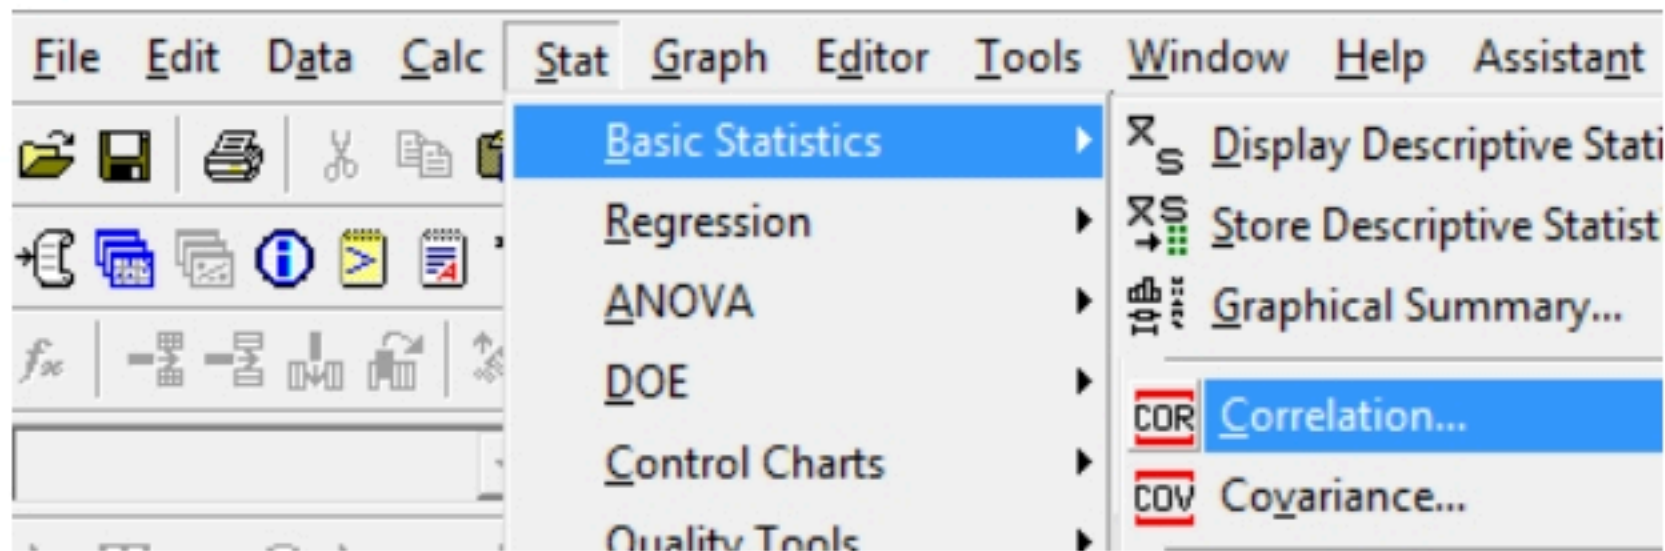 File Edit Data Calc Stat Graph Editor Tools Window Help Assistant
Basic Statistics
Regression
ANOVA
DOE
Control Charts
Quality Tools
Display Descriptive Stati
Store Descriptive Statist
Graphical Summary...
COR Correlation...
COV Covariance...